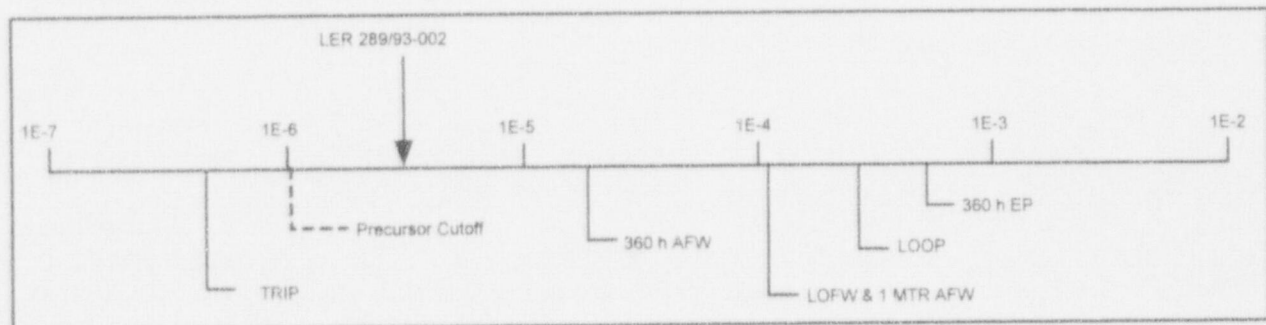 LER 289/93-002
1E-7 1E-6 1E-5 1E-4 1E-3 1E-2
360 h EP
Precursor Cutoff
360 h AFW
LOOP
TRIP
LOFW & 1 MTR AFW